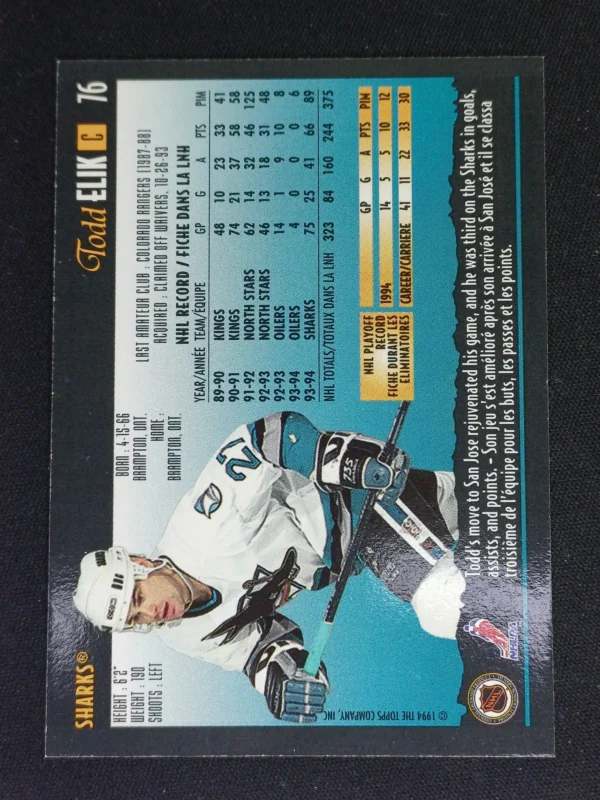 SHARKS® Todd ELIK C 76
HEIGHT : 6'2"
WEIGHT : 190
SHOOTS : LEFT
BORN : 4-15-66
BRAMPTON, ONT.
HOME :
BRAMPTON, ONT.
LAST AMATEUR CLUB : COLORADO RANGERS (1987-88)
ACQUIRED : CLAIMED OFF WAIVERS, 10-26-93
NHL RECORD / FICHE DANS LA LNH
YEAR/ANNÉE TEAM/ÉQUIPE GP G A PTS PIM
89-90 KINGS 48 10 23 33 41
90-91 KINGS 74 21 37 58 58
91-92 NORTH STARS 62 14 32 46 125
92-93 NORTH STARS 46 13 18 31 48
92-93 OILERS 14 1 9 10 8
93-94 OILERS 4 0 0 0 6
93-94 SHARKS 75 25 41 66 89
NHL TOTALS/TOTAUX DANS LA LNH 323 84 160 244 375
NHL PLAYOFF
RECORD
FICHE DURANT LES
ELIMINATOIRES
GP G A PTS PIM
1994 14 5 5 10 12
CAREER/CARRIERE 41 11 22 33 30
27
© 1994 THE TOPPS COMPANY, INC
Todd's move to San Jose rejuvenated his game, and he was third on the Sharks in goals,
assists, and points. - Son jeu s'est amélioré après son arrivée à San José et il se classa
troisième de l'équipe pour les buts, les passes et les points.
NHLPA
NHL